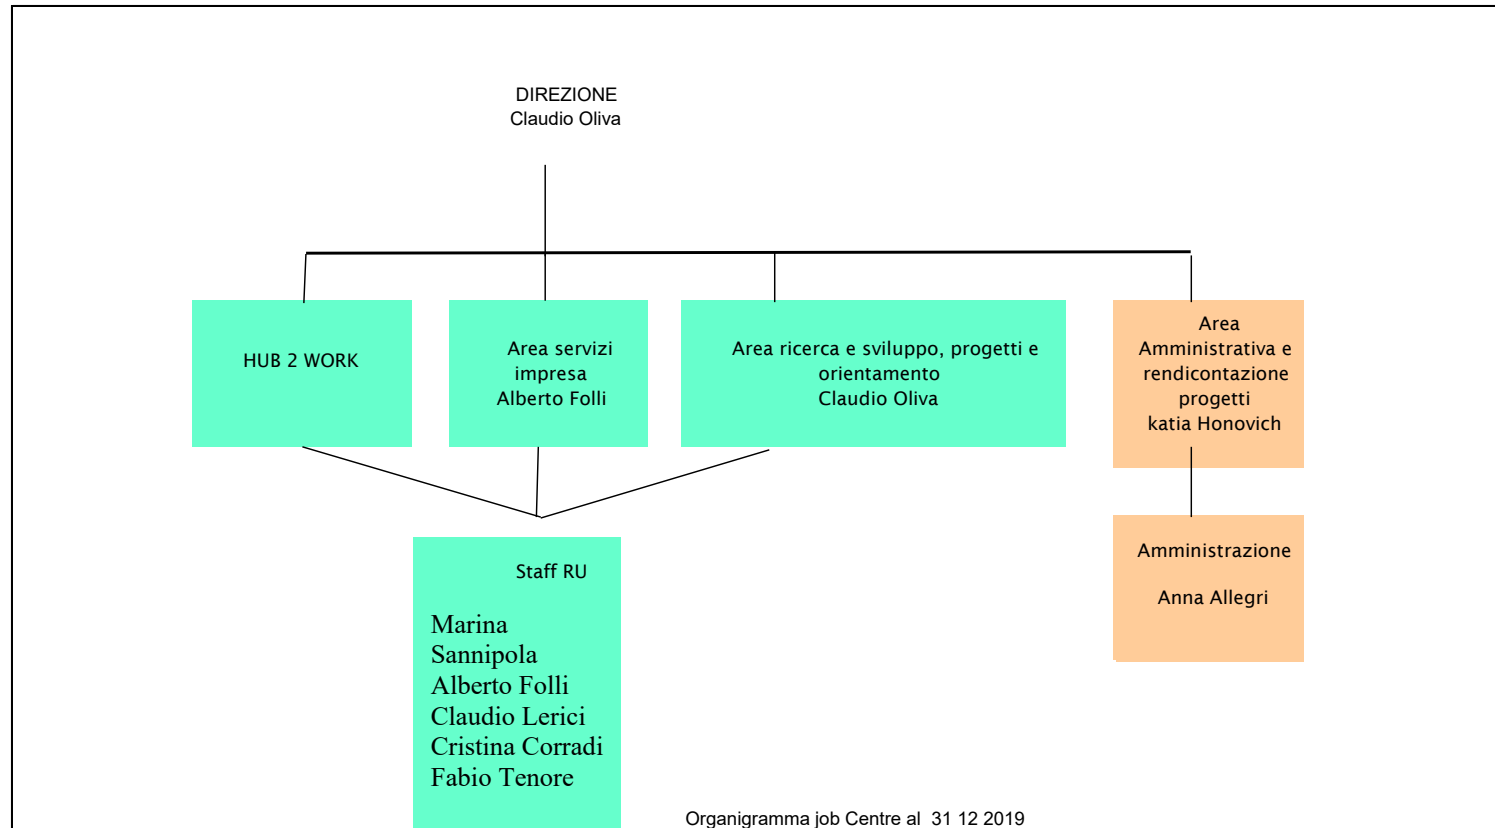 DIREZIONE
Claudio Oliva
HUB 2 WORK
Area servizi
impresa
Alberto Folli
Area ricerca e sviluppo, progetti e
orientamento
Claudio Oliva
Area
Amministrativa e
rendicontazione
progetti
katia Honovich
Staff RU
Marina
Sannipola
Alberto Folli
Claudio Lerici
Cristina Corradi
Fabio Tenore
Amministrazione
Anna Allegri
Organigramma job Centre al 31 12 2019